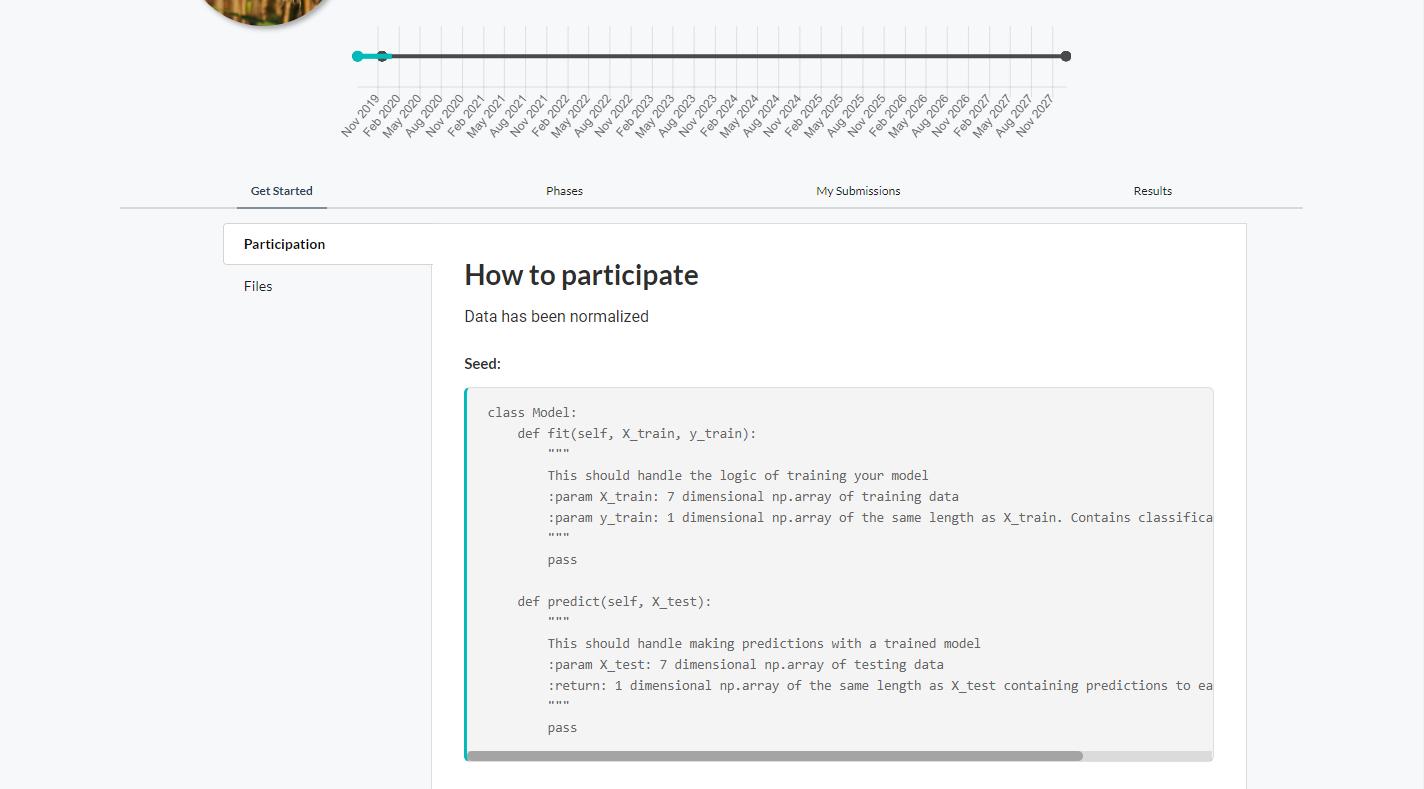 Nov 2019
Feb 2020
May 2020
Aug 2020
Nov 2020
Feb 2021
May 2021
Aug 2021
Nov 2021
Feb 2022
May 2022
Aug 2022
Nov 2022
Feb 2023
May 2023
Aug 2023
Nov 2023
Feb 2024
May 2024
Aug 2024
Nov 2024
Feb 2025
May 2025
Aug 2025
Nov 2025
Feb 2026
May 2026
Aug 2026
Nov 2026
Feb 2027
May 2027
Aug 2027
Nov 2027
Get Started
Phases
My Submissions
Results
Participation
Files
How to participate
Data has been normalized
Seed:
class Model:
    def fit(self, X_train, y_train):
        """
        This should handle the logic of training your model
        :param X_train: 7 dimensional np.array of training data
        :param y_train: 1 dimensional np.array of the same length as X_train. Contains classifica
        """
        pass

    def predict(self, X_test):
        """
        This should handle making predictions with a trained model
        :param X_test: 7 dimensional np.array of testing data
        :return: 1 dimensional np.array of the same length as X_test containing predictions to ea
        """
        pass